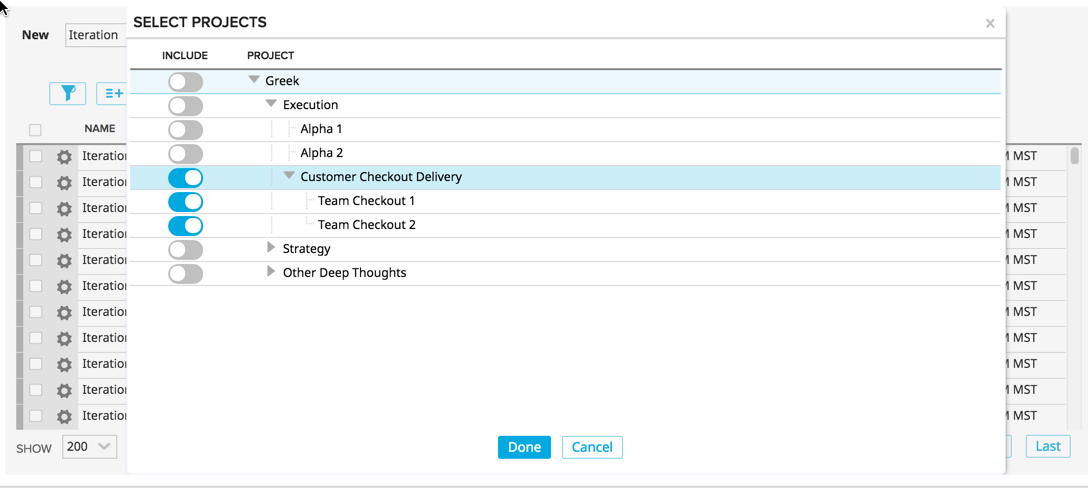 SELECT PROJECTS
×
New
Iteration
INCLUDE PROJECT
Greek
Execution
Alpha 1
Alpha 2
Customer Checkout Delivery
Team Checkout 1
Team Checkout 2
Strategy
Other Deep Thoughts
NAME
Iteration
MST
Iteration
MST
Iteration
MST
Iteration
MST
Iteration
MST
Iteration
MST
Iteration
MST
Iteration
MST
Iteration
MST
Iteration
MST
Iteration
MST
SHOW 200
Done Cancel
Last